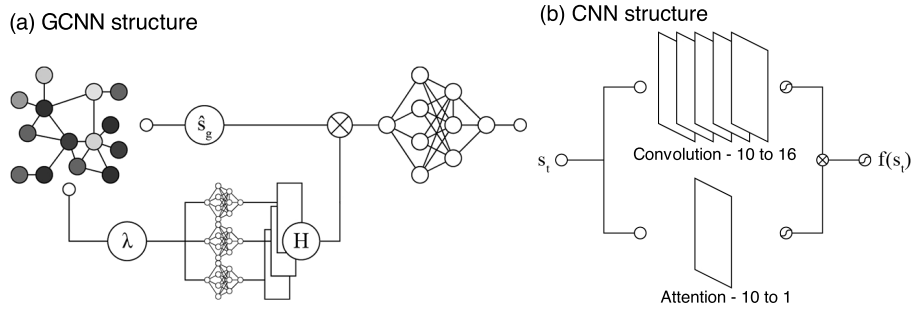 (a) GCNN structure
(b) CNN structure
ŝg
λ
H
st
Convolution - 10 to 16
f(st)
Attention - 10 to 1